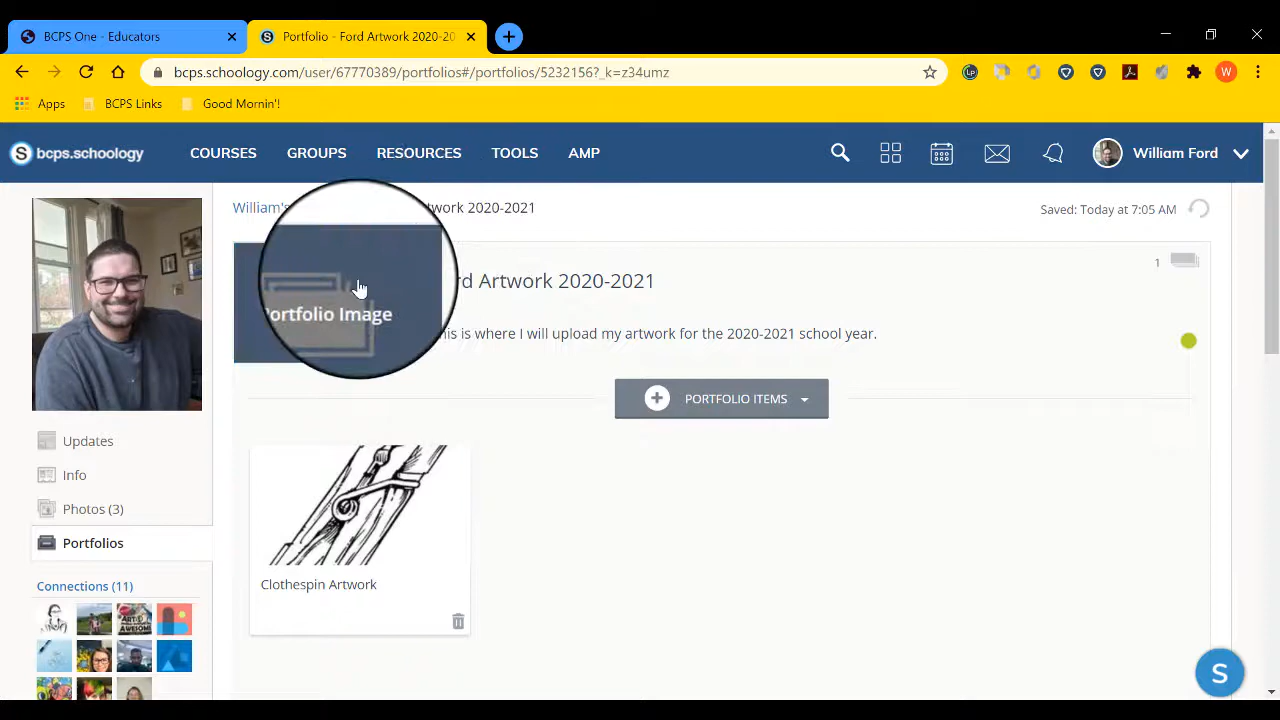 BCPS One - Educators
Portfolio - Ford Artwork 2020-20
bcps.schoology.com/user/67770389/portfolios#/portfolios/5232156?_k=z34umz
Apps
BCPS Links
Good Mornin'!
bcps.schoology
COURSES
GROUPS
RESOURCES
TOOLS
AMP
William Ford
William's
twork 2020-2021
Saved: Today at 7:05 AM
rd Artwork 2020-2021
1
Portfolio Image
his is where I will upload my artwork for the 2020-2021 school year.
PORTFOLIO ITEMS
Updates
Info
Photos (3)
Portfolios
Connections (11)
Clothespin Artwork
S